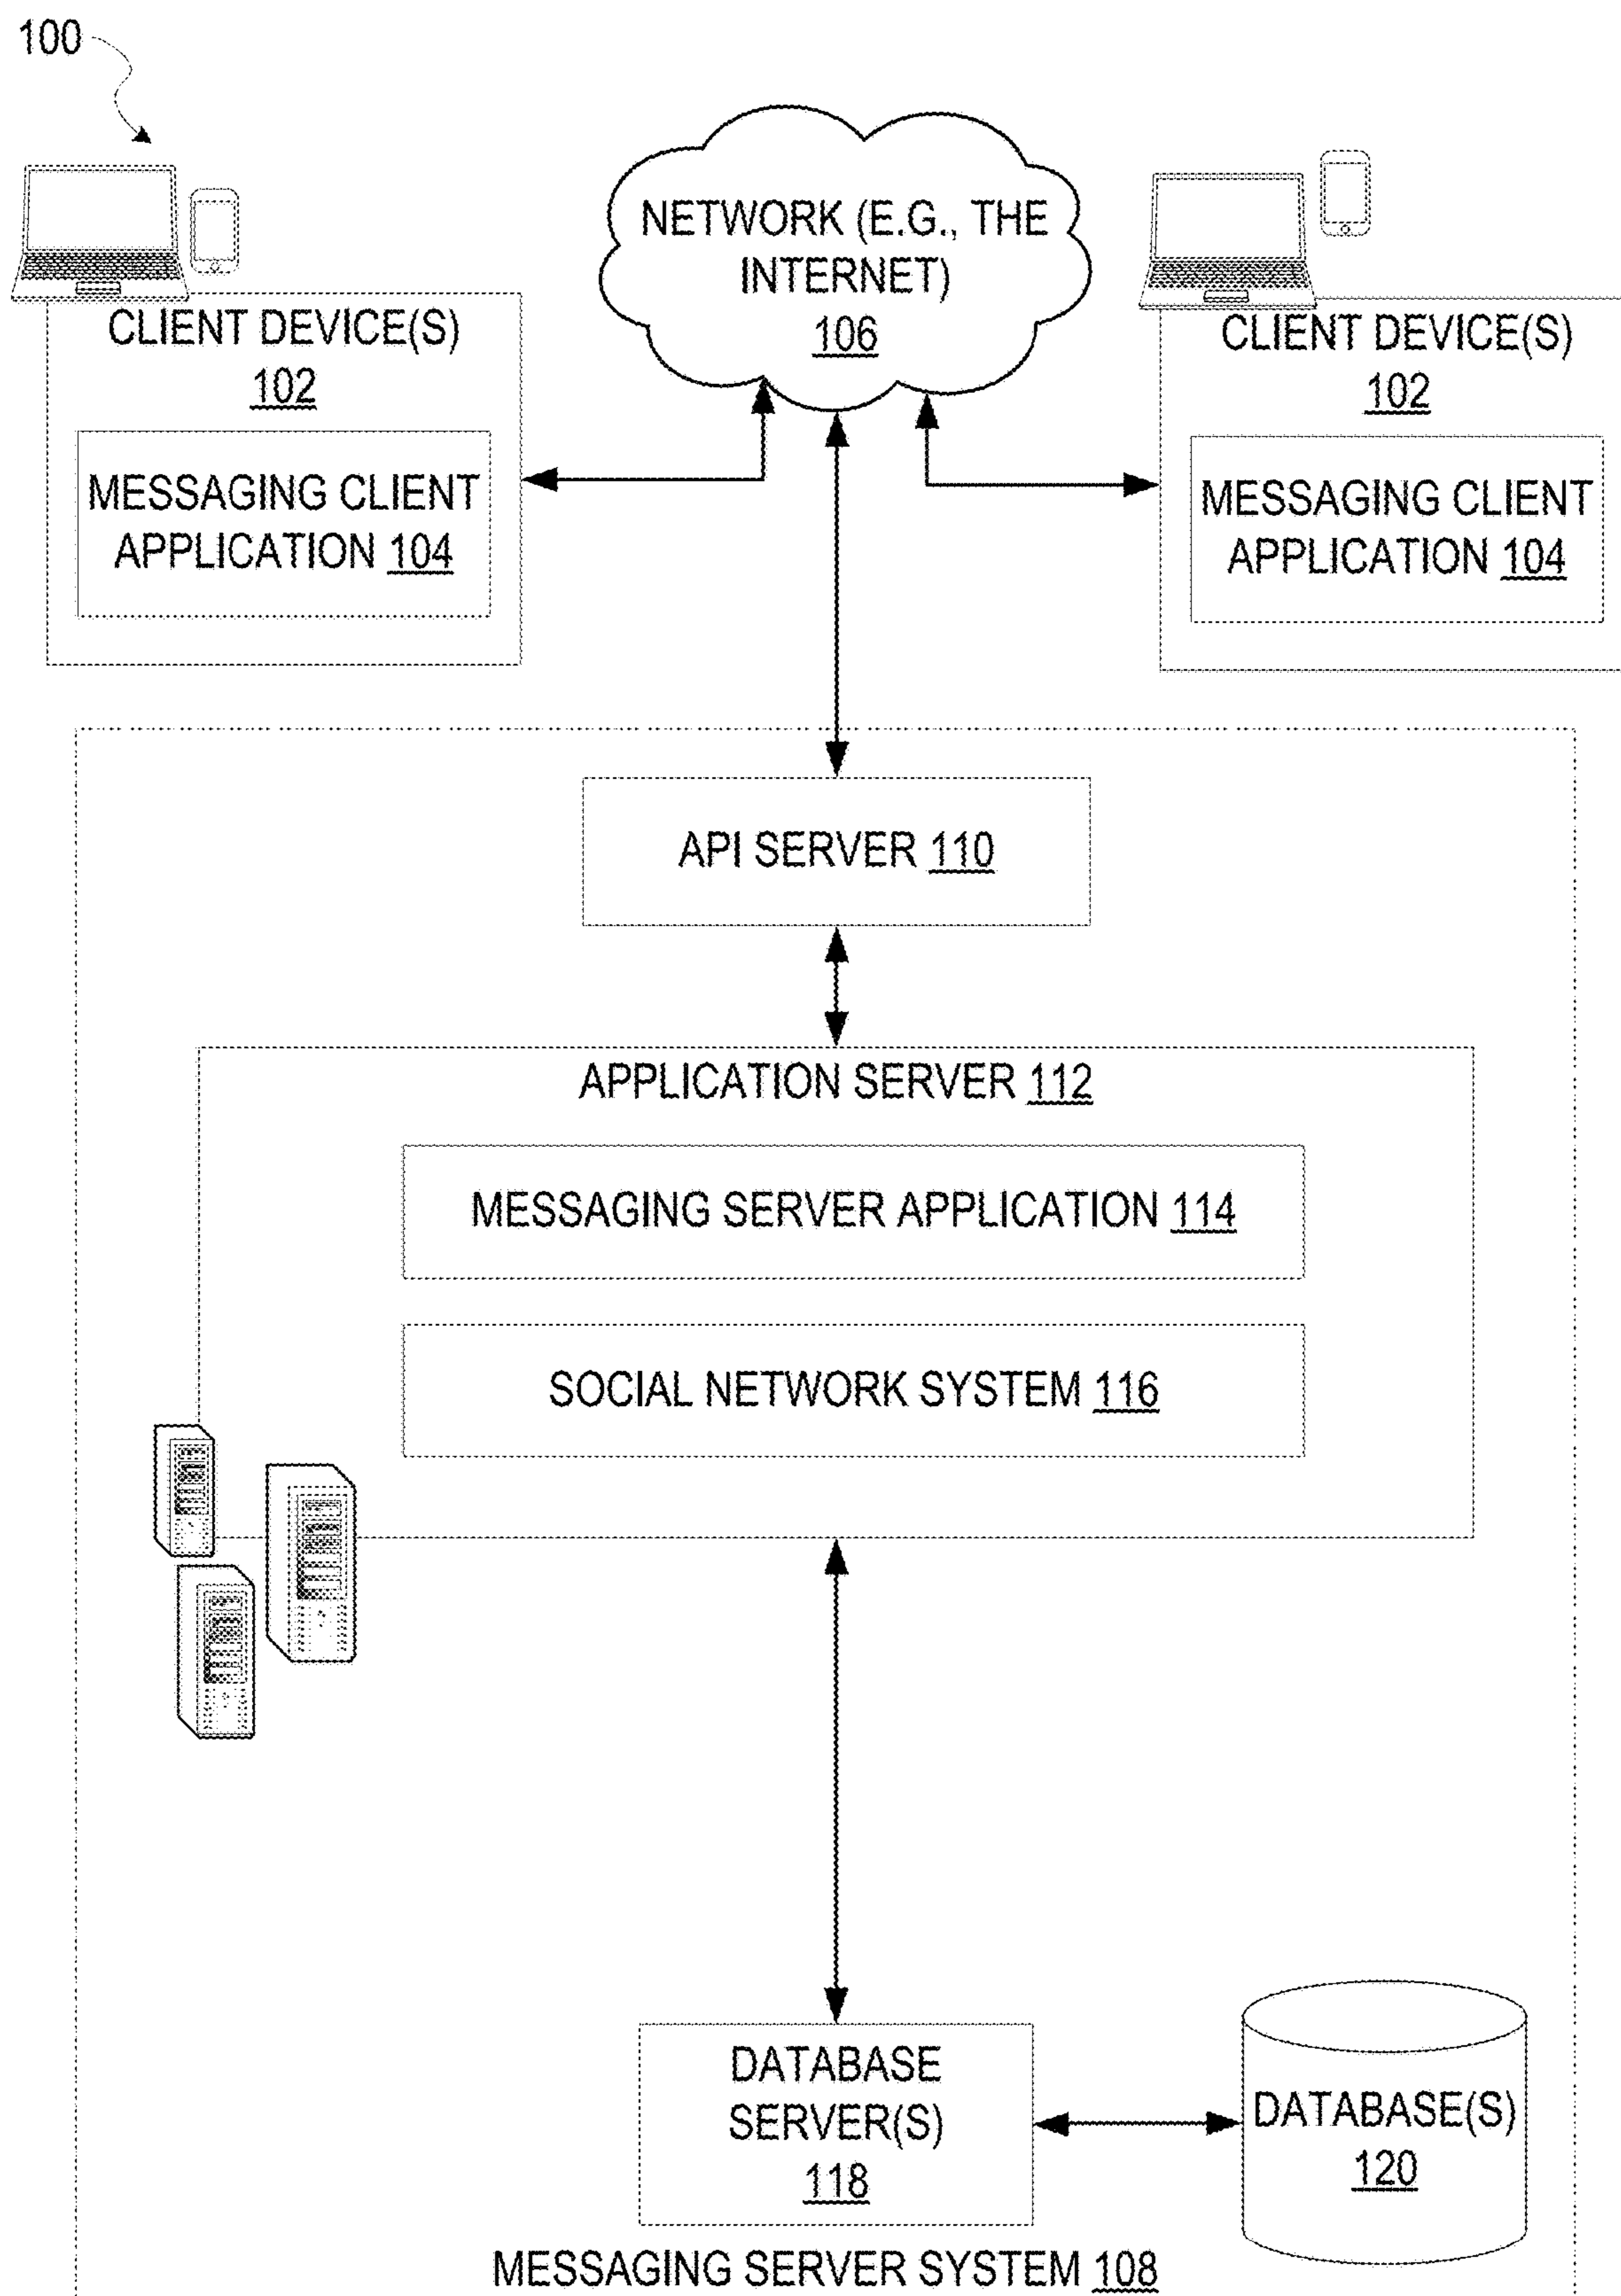 100
NETWORK (E.G., THE
INTERNET)
106
CLIENT DEVICE(S)
102
MESSAGING CLIENT
APPLICATION 104
CLIENT DEVICE(S)
102
MESSAGING CLIENT
APPLICATION 104
API SERVER 110
APPLICATION SERVER 112
MESSAGING SERVER APPLICATION 114
SOCIAL NETWORK SYSTEM 116
DATABASE
SERVER(S)
118
DATABASE(S)
120
MESSAGING SERVER SYSTEM 108